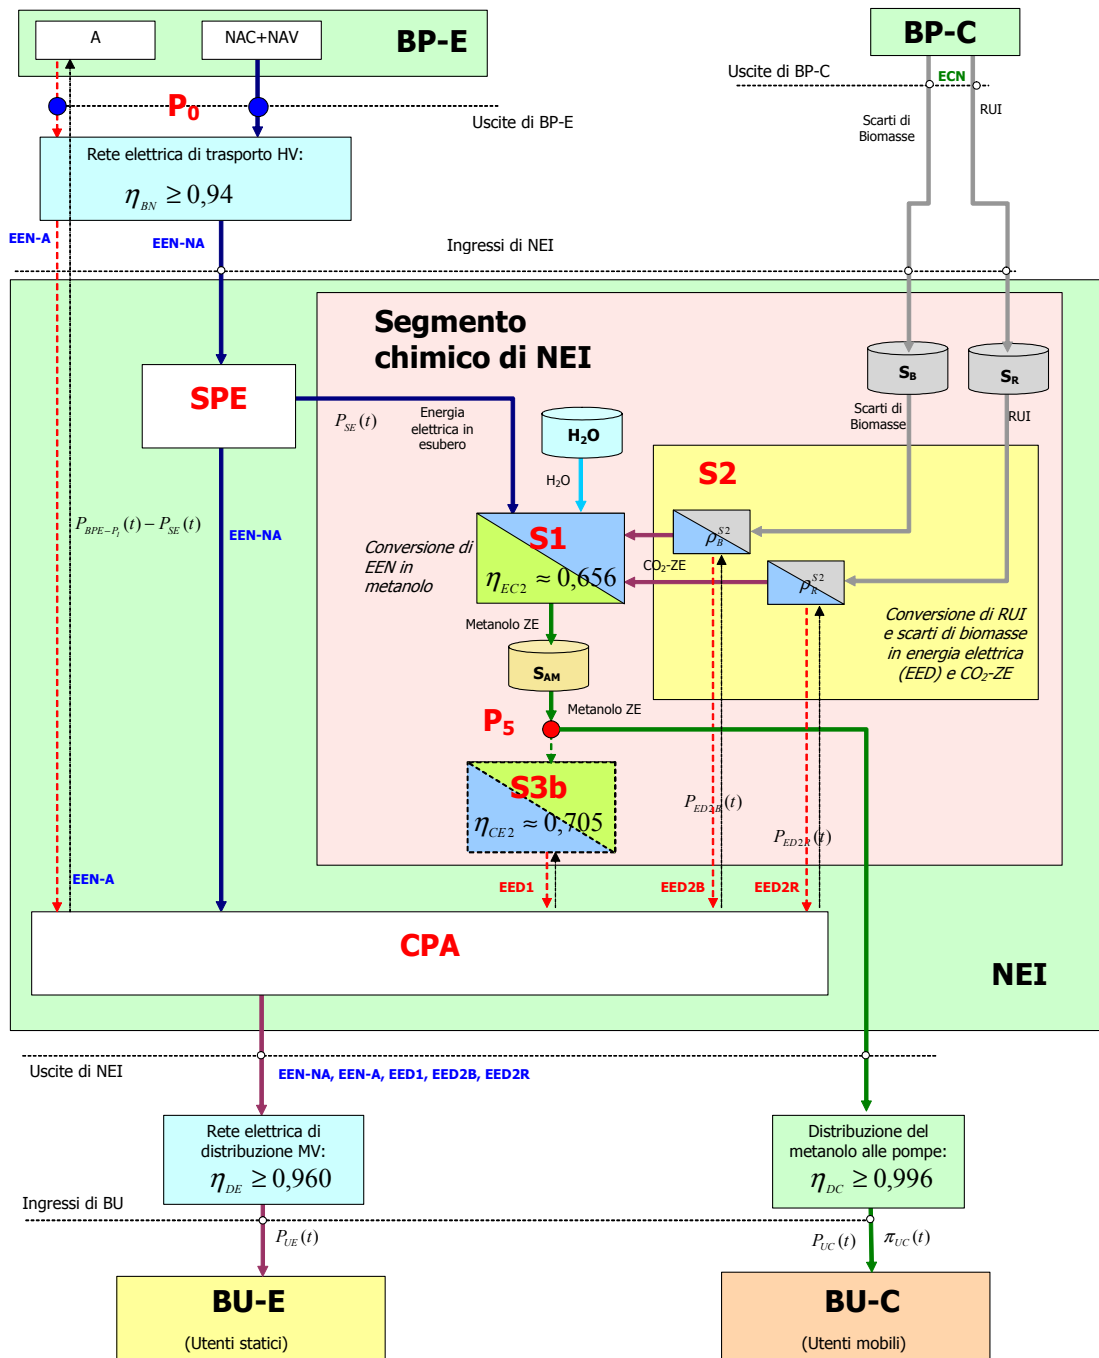 A
NAC+NAV
BP-E
BP-C
Uscite di BP-C
ECN
RUI
P0
Uscite di BP-E
Scarti di
Biomasse
Rete elettrica di trasporto HV:
η_BN ≥ 0,94
EEN-A
EEN-NA
Ingressi di NEI
Segmento
chimico di NEI
SPE
P_SE(t)
Energia
elettrica in
esubero
H2O
H2O
SB
SR
Scarti di
Biomasse
RUI
S2
P_BPE-P_I(t) − P_SE(t)
EEN-NA
Conversione di
EEN in
metanolo
S1
η_EC2 ≈ 0,656
CO2-ZE
ρ_B^S2
ρ_R^S2
Conversione di RUI
e scarti di biomasse
in energia elettrica
(EED) e CO2-ZE
Metanolo ZE
SAM
Metanolo ZE
P5
S3b
η_CE2 ≈ 0,705
P_ED2B(t)
P_ED2R(t)
EEN-A
EED1
EED2B
EED2R
CPA
NEI
Uscite di NEI
EEN-NA, EEN-A, EED1, EED2B, EED2R
Rete elettrica di
distribuzione MV:
η_DE ≥ 0,960
Distribuzione del
metanolo alle pompe:
η_DC ≥ 0,996
Ingressi di BU
P_UE(t)
P_UC(t)
π_UC(t)
BU-E
(Utenti statici)
BU-C
(Utenti mobili)